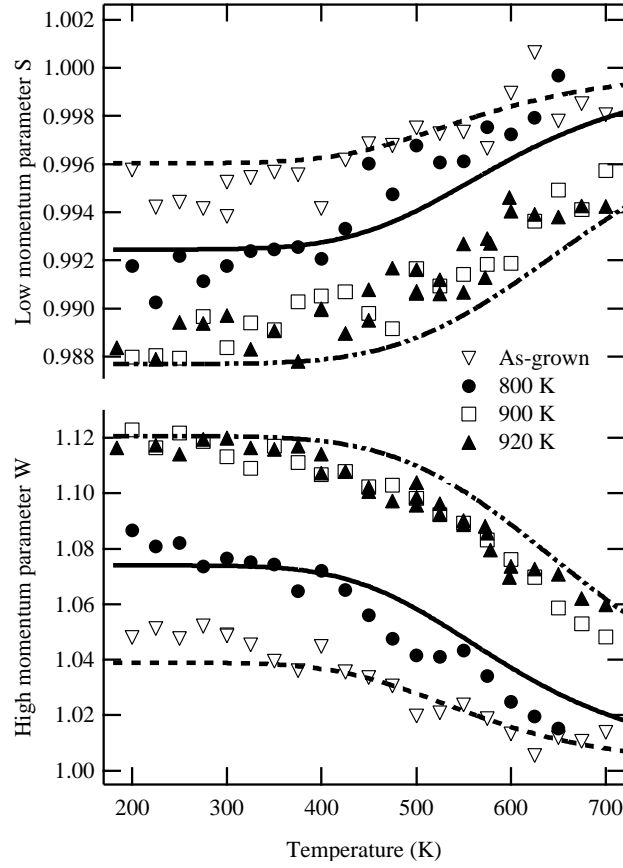 1.002
1.000
0.998
0.996
0.994
0.992
0.990
0.988
Low momentum parameter S
As-grown
800 K
900 K
920 K
1.12
1.10
1.08
1.06
1.04
1.02
1.00
High momentum parameter W
200 300 400 500 600 700
Temperature (K)